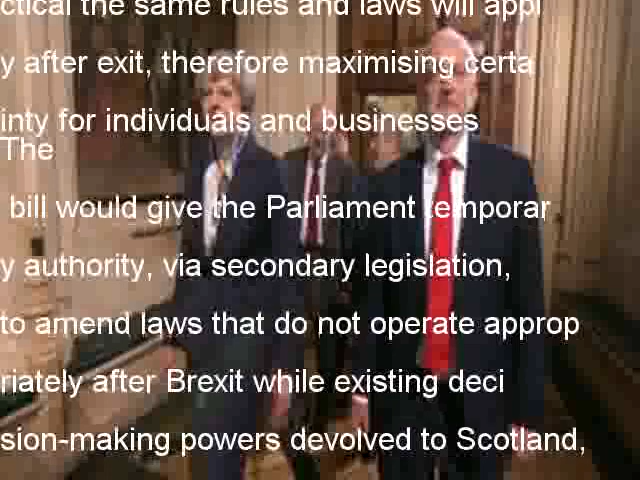 ctical the same rules and laws will appl
y after exit, therefore maximising certa
inty for individuals and businesses
The
bill would give the Parliament temporar
y authority, via secondary legislation,
to amend laws that do not operate approp
riately after Brexit while existing deci
sion-making powers devolved to Scotland,